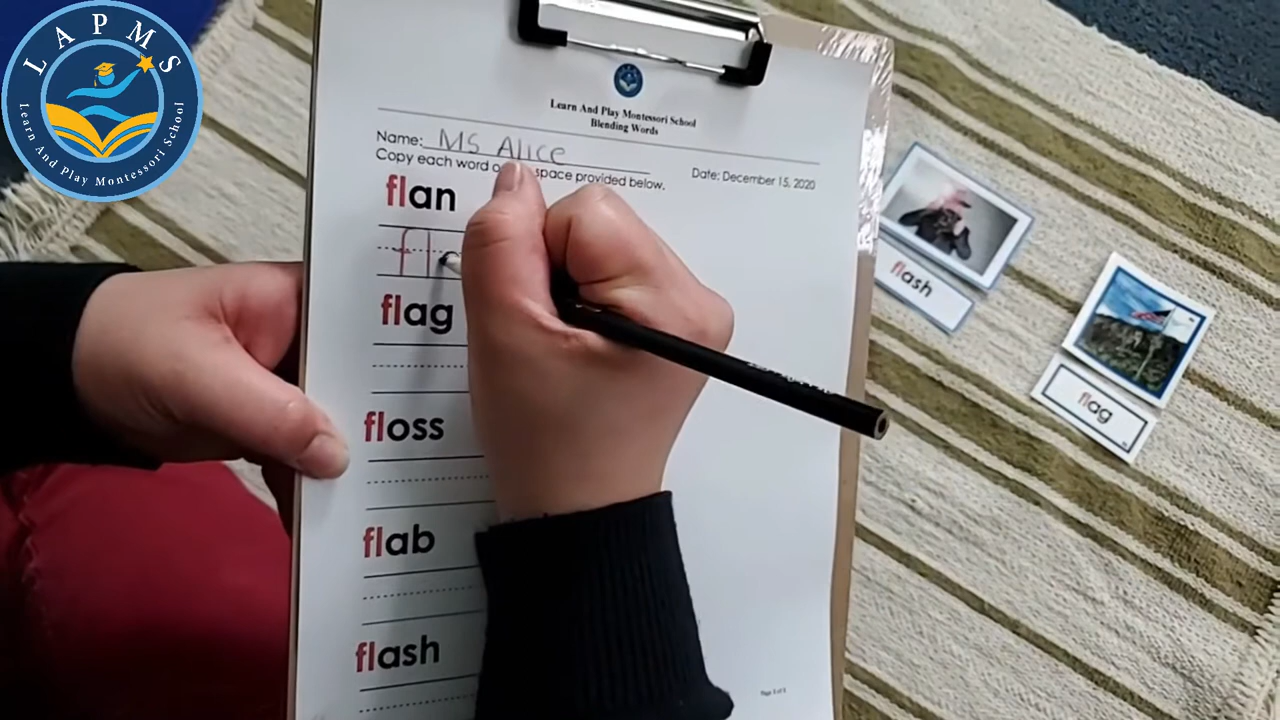 LAPMS
Learn And Play Montessori School
Learn And Play Montessori School
Blending Words
Name: MS Alice
Date: December 15, 2020
Copy each word o space provided below.
flan
fl
flag
floss
flab
flash
flash
flag